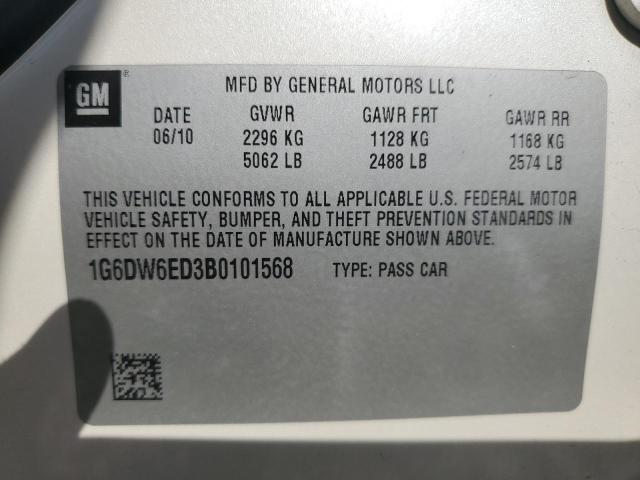 GM®
MFD BY GENERAL MOTORS LLC
DATE GVWR GAWR FRT GAWR RR
06/10 2296 KG 1128 KG 1168 KG
5062 LB 2488 LB 2574 LB
THIS VEHICLE CONFORMS TO ALL APPLICABLE U.S. FEDERAL MOTOR
VEHICLE SAFETY, BUMPER, AND THEFT PREVENTION STANDARDS IN
EFFECT ON THE DATE OF MANUFACTURE SHOWN ABOVE.
1G6DW6ED3B0101568 TYPE: PASS CAR